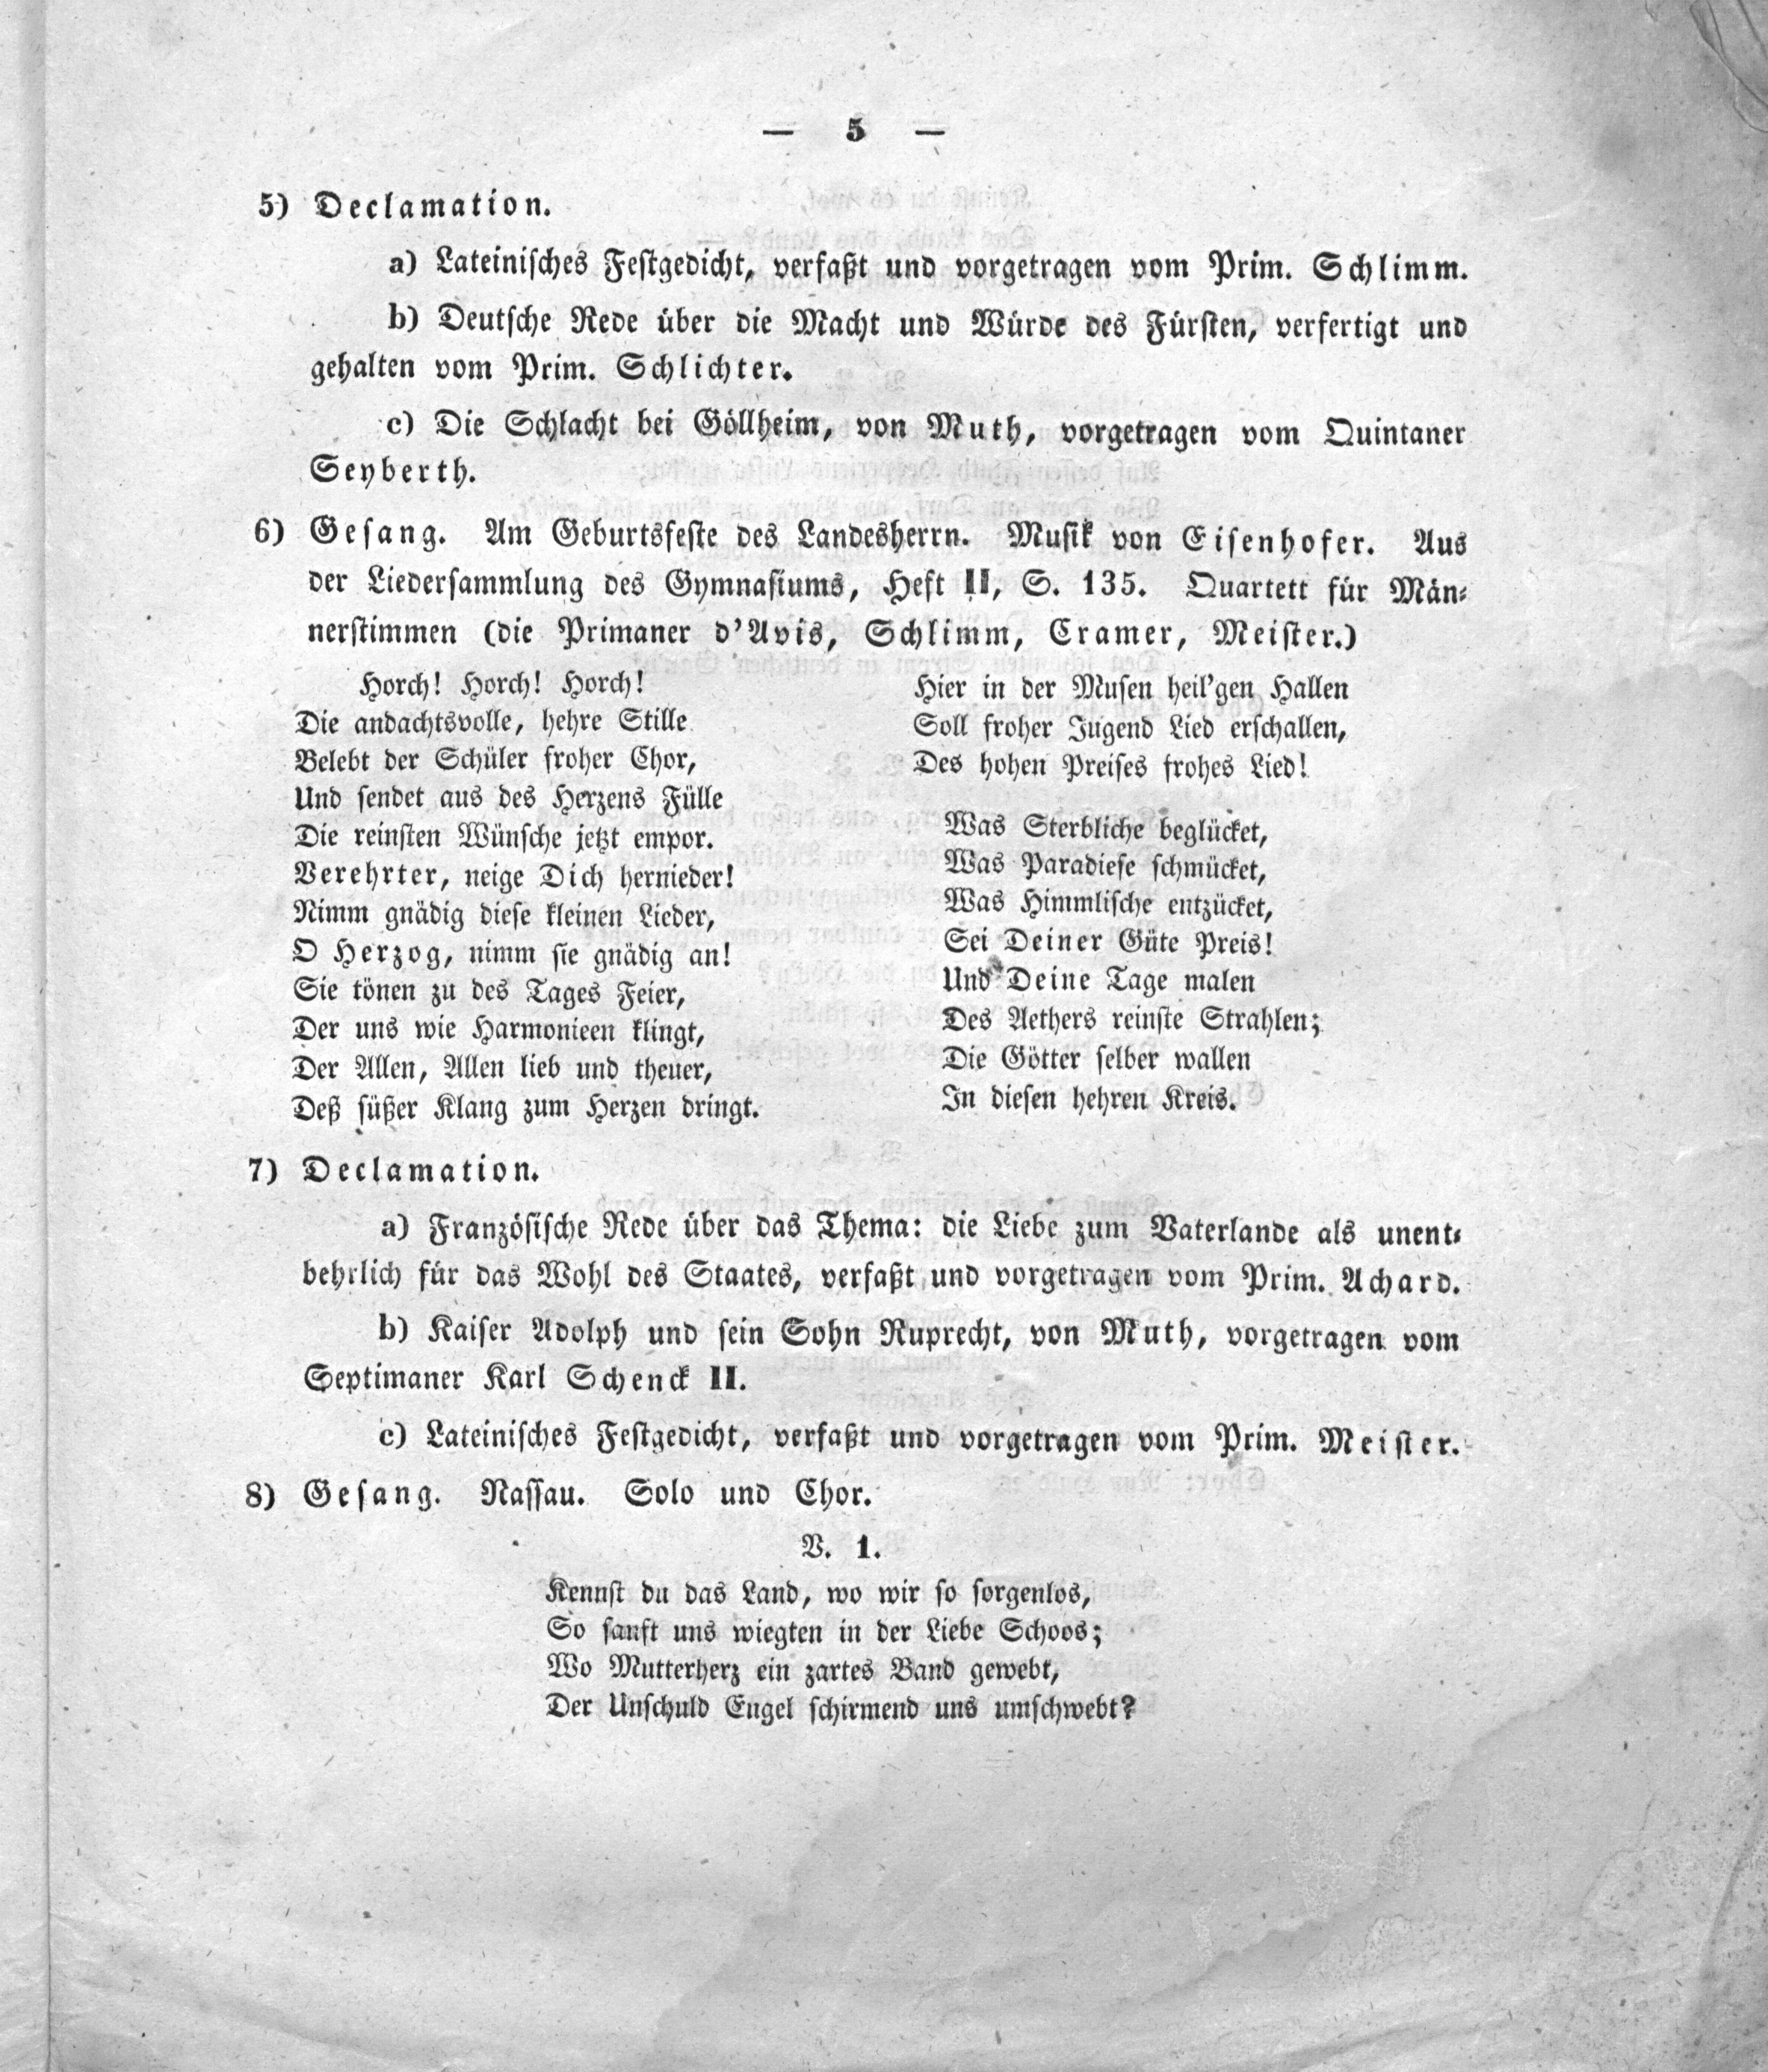 — 5 —
5) Declamation.
a) Lateinisches Festgedicht, verfaßt und vorgetragen vom Prim. Schlimm.
b) Deutsche Rede über die Macht und Würde des Fürsten, verfertigt und
gehalten vom Prim. Schlichter.
c) Die Schlacht bei Göllheim, von Muth, vorgetragen vom Quintaner
Seyberth.
6) Gesang. Am Geburtsfeste des Landesherrn. Musik von Eisenhofer. Aus
der Liedersammlung des Gymnasiums, Heft II, S. 135. Quartett für Män-
nerstimmen (die Primaner d'Avis, Schlimm, Cramer, Meister.)
Horch! Horch! Horch!
Die andachtsvolle, hehre Stille
Belebt der Schüler froher Chor,
Und sendet aus des Herzens Fülle
Die reinsten Wünsche jetzt empor.
Verehrter, neige Dich hernieder!
Nimm gnädig diese kleinen Lieder,
O Herzog, nimm sie gnädig an!
Sie tönen zu des Tages Feier,
Der uns wie Harmonieen klingt,
Der Allen, Allen lieb und theuer,
Deß süßer Klang zum Herzen dringt.
Hier in der Musen heil'gen Hallen
Soll froher Jugend Lied erschallen,
Des hohen Preises frohes Lied!
Was Sterbliche beglücket,
Was Paradiese schmücket,
Was Himmlische entzücket,
Sei Deiner Güte Preis!
Und Deine Tage malen
Des Aethers reinste Strahlen;
Die Götter selber wallen
In diesen hehren Kreis.
7) Declamation.
a) Französische Rede über das Thema: die Liebe zum Vaterlande als unent-
behrlich für das Wohl des Staates, verfaßt und vorgetragen vom Prim. Achard.
b) Kaiser Adolph und sein Sohn Ruprecht, von Muth, vorgetragen vom
Septimaner Karl Schenck II.
c) Lateinisches Festgedicht, verfaßt und vorgetragen vom Prim. Meister.
8) Gesang. Nassau. Solo und Chor.
V. 1.
Kennst du das Land, wo wir so sorgenlos,
So sanft uns wiegten in der Liebe Schoos;
Wo Mutterherz ein zartes Band gewebt,
Der Unschuld Engel schirmend uns umschwebt?